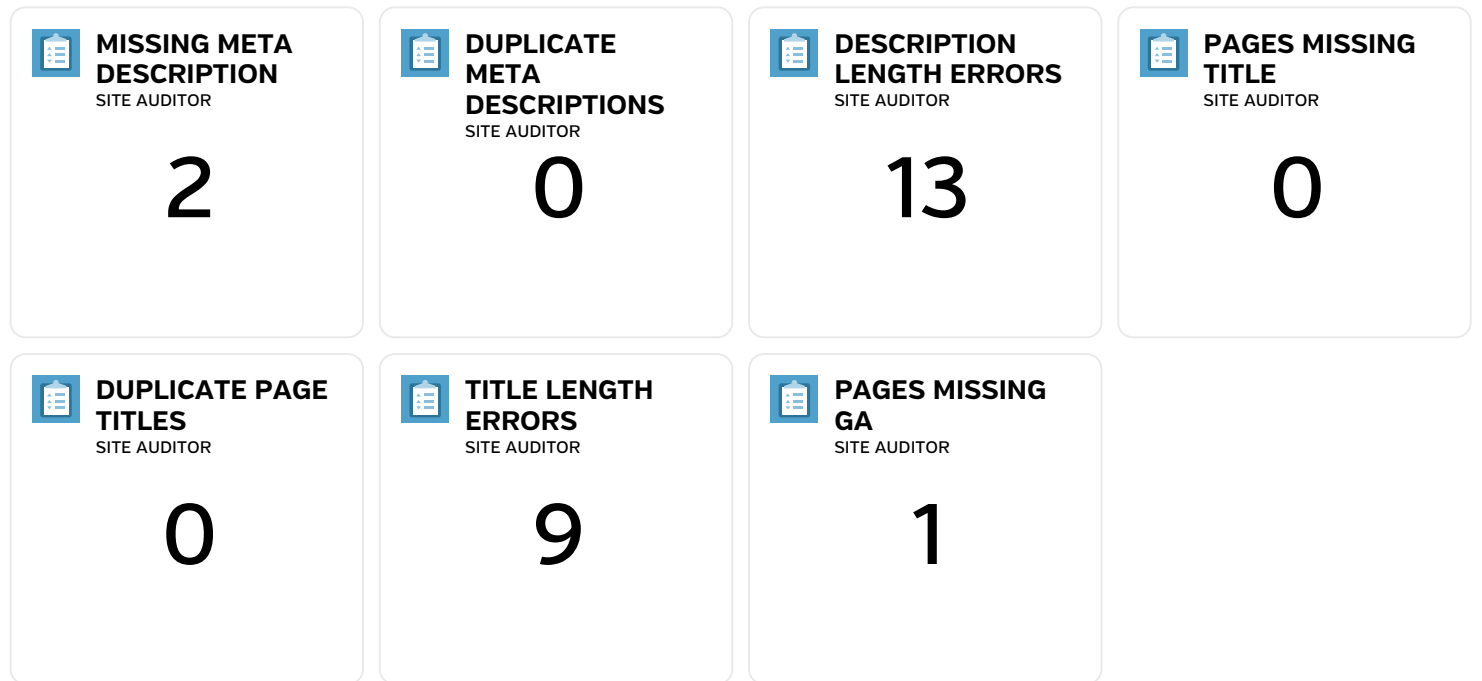 MISSING META
DESCRIPTION
SITE AUDITOR
2
DUPLICATE
META
DESCRIPTIONS
SITE AUDITOR
0
DESCRIPTION
LENGTH ERRORS
SITE AUDITOR
13
PAGES MISSING
TITLE
SITE AUDITOR
0
DUPLICATE PAGE
TITLES
SITE AUDITOR
0
TITLE LENGTH
ERRORS
SITE AUDITOR
9
PAGES MISSING
GA
SITE AUDITOR
1